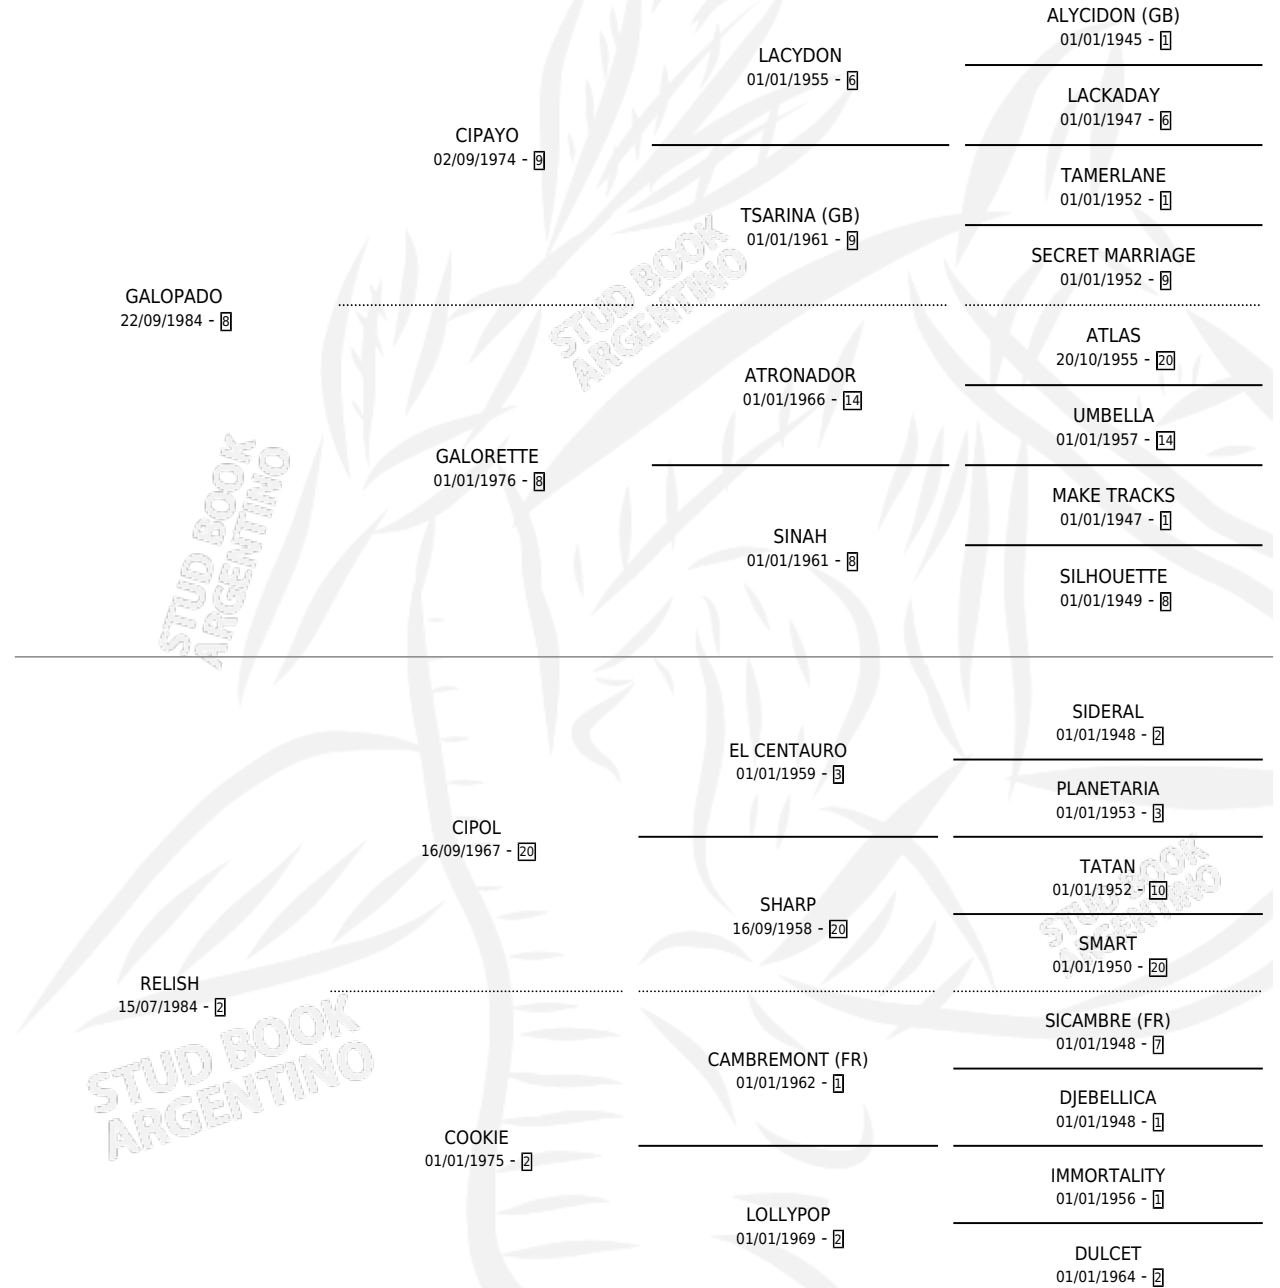 ALYCIDON (GB)
01/01/1945 - 1
LACYDON
01/01/1955 - 6
LACKADAY
01/01/1947 - 6
CIPAYO
02/09/1974 - 9
TAMERLANE
01/01/1952 - 1
TSARINA (GB)
01/01/1961 - 9
SECRET MARRIAGE
01/01/1952 - 9
GALOPADO
22/09/1984 - 8
STUD BOOK
ARGENTINO
ATLAS
20/10/1955 - 20
ATRONADOR
01/01/1966 - 14
UMBELLA
01/01/1957 - 14
GALORETTE
01/01/1976 - 8
MAKE TRACKS
01/01/1947 - 1
SINAH
01/01/1961 - 8
SILHOUETTE
01/01/1949 - 8
STUD BOOK
ARGENTINO
SIDERAL
01/01/1948 - 2
EL CENTAURO
01/01/1959 - 3
PLANETARIA
01/01/1953 - 3
CIPOL
16/09/1967 - 20
TATAN
01/01/1952 - 10
SHARP
16/09/1958 - 20
SMART
01/01/1950 - 20
STUD BOOK
ARGENTINO
RELISH
15/07/1984 - 2
SICAMBRE (FR)
01/01/1948 - 7
CAMBREMONT (FR)
01/01/1962 - 1
DJEBELLICA
01/01/1948 - 1
STUD BOOK
ARGENTINO
COOKIE
01/01/1975 - 2
IMMORTALITY
01/01/1956 - 1
LOLLYPOP
01/01/1969 - 2
DULCET
01/01/1964 - 2